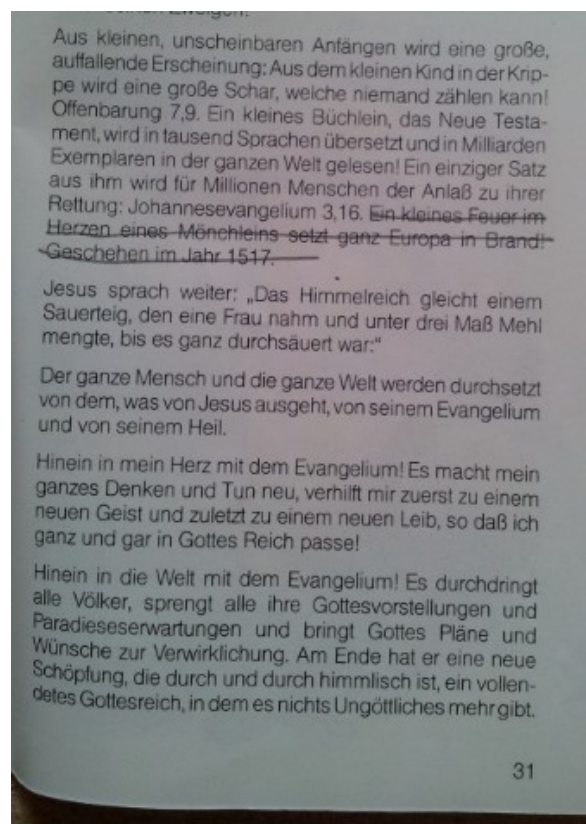 seinen Zweigen.
Aus kleinen, unscheinbaren Anfängen wird eine große,
auffallende Erscheinung: Aus dem kleinen Kind in der Krip-
pe wird eine große Schar, welche niemand zählen kann!
Offenbarung 7,9. Ein kleines Büchlein, das Neue Testa-
ment, wird in tausend Sprachen übersetzt und in Milliarden
Exemplaren in der ganzen Welt gelesen! Ein einziger Satz
aus ihm wird für Millionen Menschen der Anlaß zu ihrer
Rettung: Johannesevangelium 3,16. Ein kleines Feuer im
Herzen eines Mönchleins setzt ganz Europa in Brand!
Geschehen im Jahr 1517.
Jesus sprach weiter: „Das Himmelreich gleicht einem
Sauerteig, den eine Frau nahm und unter drei Maß Mehl
mengte, bis es ganz durchsäuert war:“
Der ganze Mensch und die ganze Welt werden durchsetzt
von dem, was von Jesus ausgeht, von seinem Evangelium
und von seinem Heil.
Hinein in mein Herz mit dem Evangelium! Es macht mein
ganzes Denken und Tun neu, verhilft mir zuerst zu einem
neuen Geist und zuletzt zu einem neuen Leib, so daß ich
ganz und gar in Gottes Reich passe!
Hinein in die Welt mit dem Evangelium! Es durchdringt
alle Völker, sprengt alle ihre Gottesvorstellungen und
Paradieseserwartungen und bringt Gottes Pläne und
Wünsche zur Verwirklichung. Am Ende hat er eine neue
Schöpfung, die durch und durch himmlisch ist, ein vollen-
detes Gottesreich, in dem es nichts Ungöttliches mehr gibt.
31